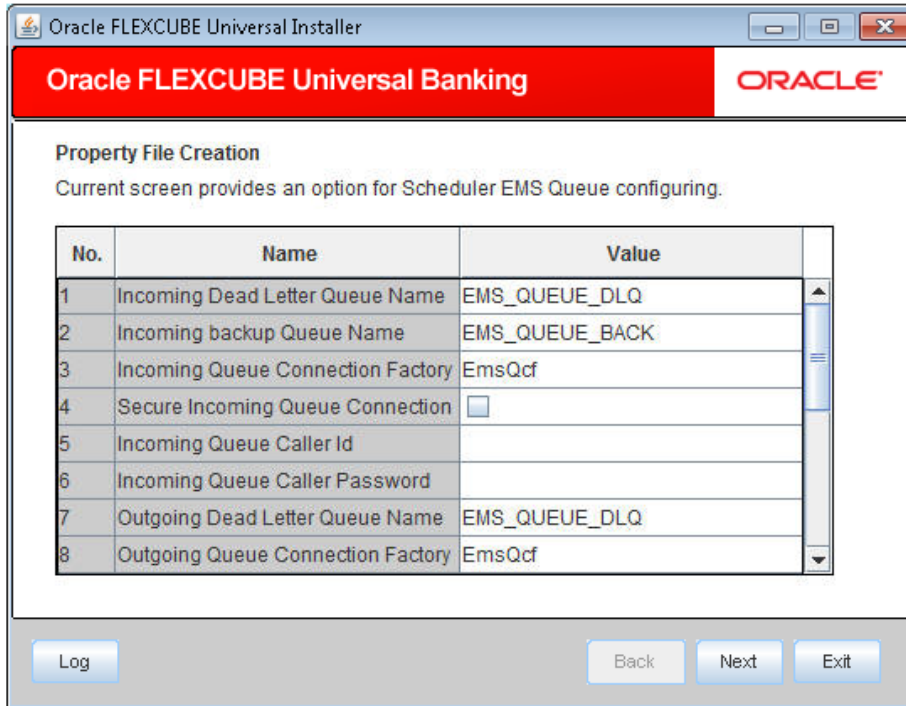 Oracle FLEXCUBE Universal Installer
Oracle FLEXCUBE Universal Banking
ORACLE®
Property File Creation
Current screen provides an option for Scheduler EMS Queue configuring.
No. Name Value
1 Incoming Dead Letter Queue Name EMS_QUEUE_DLQ
2 Incoming backup Queue Name EMS_QUEUE_BACK
3 Incoming Queue Connection Factory EmsQcf
4 Secure Incoming Queue Connection
5 Incoming Queue Caller Id
6 Incoming Queue Caller Password
7 Outgoing Dead Letter Queue Name EMS_QUEUE_DLQ
8 Outgoing Queue Connection Factory EmsQcf
Log Back Next Exit